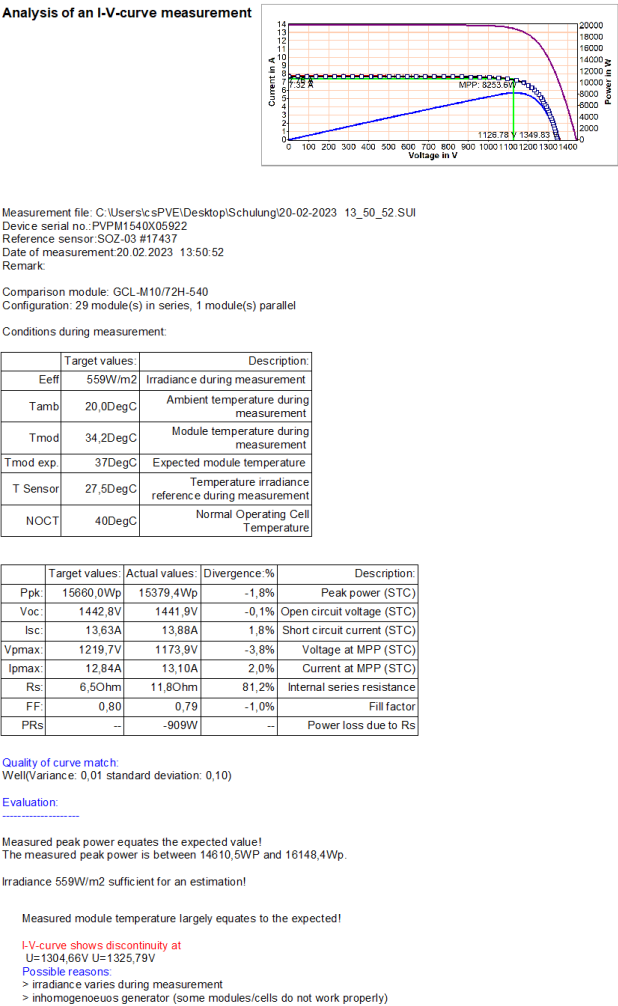 Analysis of an I-V-curve measurement
Current in A
14
13
12
11
10
9
8
7
6
5
4
3
2
1
0
7.32 A
MPP: 8253.6W
1126.78 V 1349.83
0 100 200 300 400 500 600 700 800 900 1000 1100 1200 1300 1400
Voltage in V
20000
18000
16000
14000
12000
10000
8000
6000
4000
2000
0
Power in W
Measurement file: C:\Users\csPVE\Desktop\Schulung\20-02-2023 13_50_52.SUI
Device serial no.:PVPM1540X05922
Reference sensor:SOZ-03 #17437
Date of measurement:20.02.2023 13:50:52
Remark:
Comparison module: GCL-M10/72H-540
Configuration: 29 module(s) in series, 1 module(s) parallel
Conditions during measurement:
Target values: Description:
Eeff 559W/m2 Irradiance during measurement
Tamb 20,0DegC Ambient temperature during
measurement
Tmod 34,2DegC Module temperature during
measurement
Tmod exp. 37DegC Expected module temperature
T Sensor 27,5DegC Temperature irradiance
reference during measurement
NOCT 40DegC Normal Operating Cell
Temperature
Target values: Actual values: Divergence:% Description:
Ppk: 15660,0Wp 15379,4Wp -1,8% Peak power (STC)
Voc: 1442,8V 1441,9V -0,1% Open circuit voltage (STC)
Isc: 13,63A 13,88A 1,8% Short circuit current (STC)
Vpmax: 1219,7V 1173,9V -3,8% Voltage at MPP (STC)
Ipmax: 12,84A 13,10A 2,0% Current at MPP (STC)
Rs: 6,5Ohm 11,8Ohm 81,2% Internal series resistance
FF: 0,80 0,79 -1,0% Fill factor
PRs -- -909W -- Power loss due to Rs
Quality of curve match:
Well(Variance: 0,01 standard deviation: 0,10)
Evaluation:
--------------------
Measured peak power equates the expected value!
The measured peak power is between 14610,5WP and 16148,4Wp.
Irradiance 559W/m2 sufficient for an estimation!
Measured module temperature largely equates to the expected!
I-V-curve shows discontinuity at
U=1304,66V U=1325,79V
Possible reasons:
> irradiance varies during measurement
> inhomogenoeuos generator (some modules/cells do not work properly)